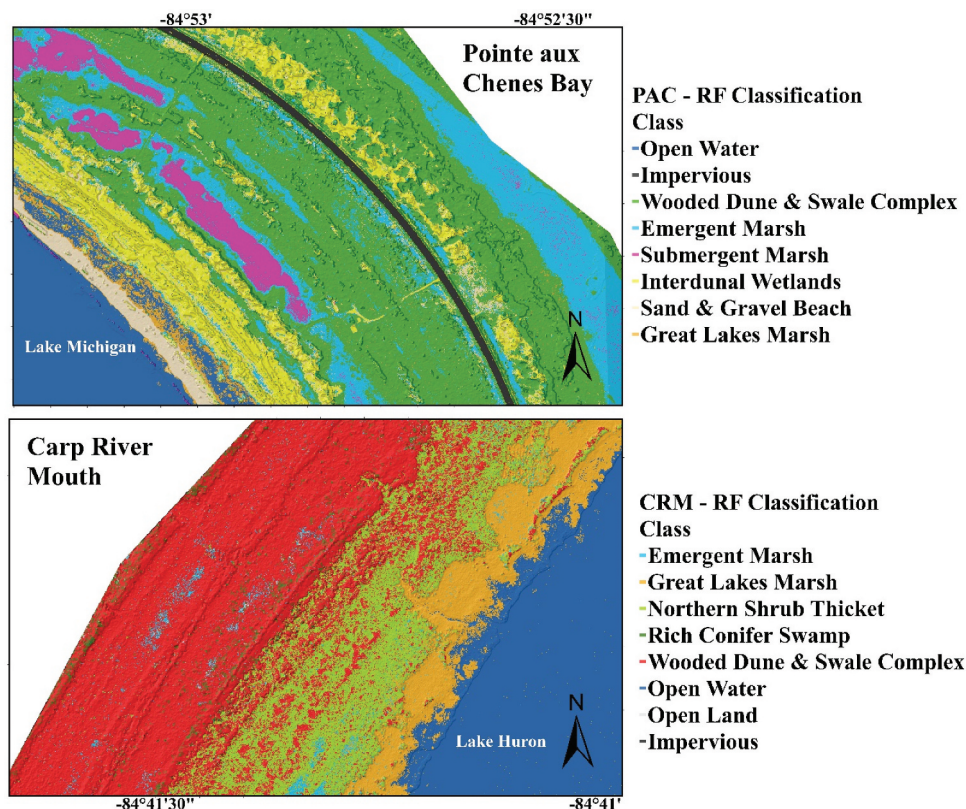 -84°53'
-84°52'30"
Pointe aux
Chenes Bay
Lake Michigan
N
PAC - RF Classification
Class
Open Water
Impervious
Wooded Dune & Swale Complex
Emergent Marsh
Submergent Marsh
Interdunal Wetlands
Sand & Gravel Beach
Great Lakes Marsh
Carp River
Mouth
Lake Huron
N
-84°41'30"
-84°41'
CRM - RF Classification
Class
Emergent Marsh
Great Lakes Marsh
Northern Shrub Thicket
Rich Conifer Swamp
Wooded Dune & Swale Complex
Open Water
Open Land
Impervious